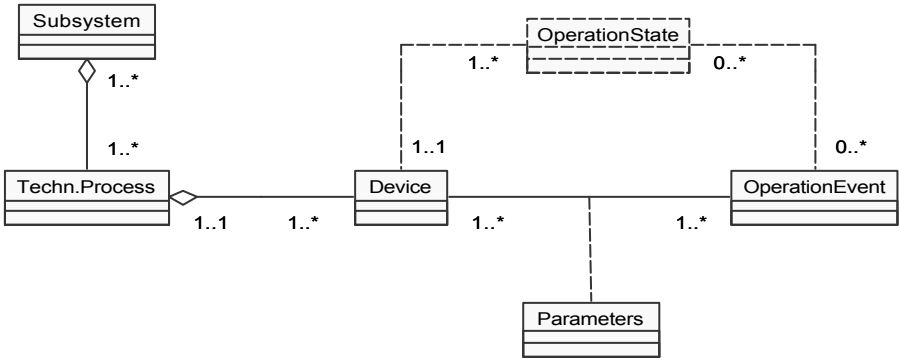 Subsystem
OperationState
1..*
1..*
0..*
1..*
1..1
0..*
Techn.Process
Device
OperationEvent
1..1
1..*
1..*
1..*
Parameters